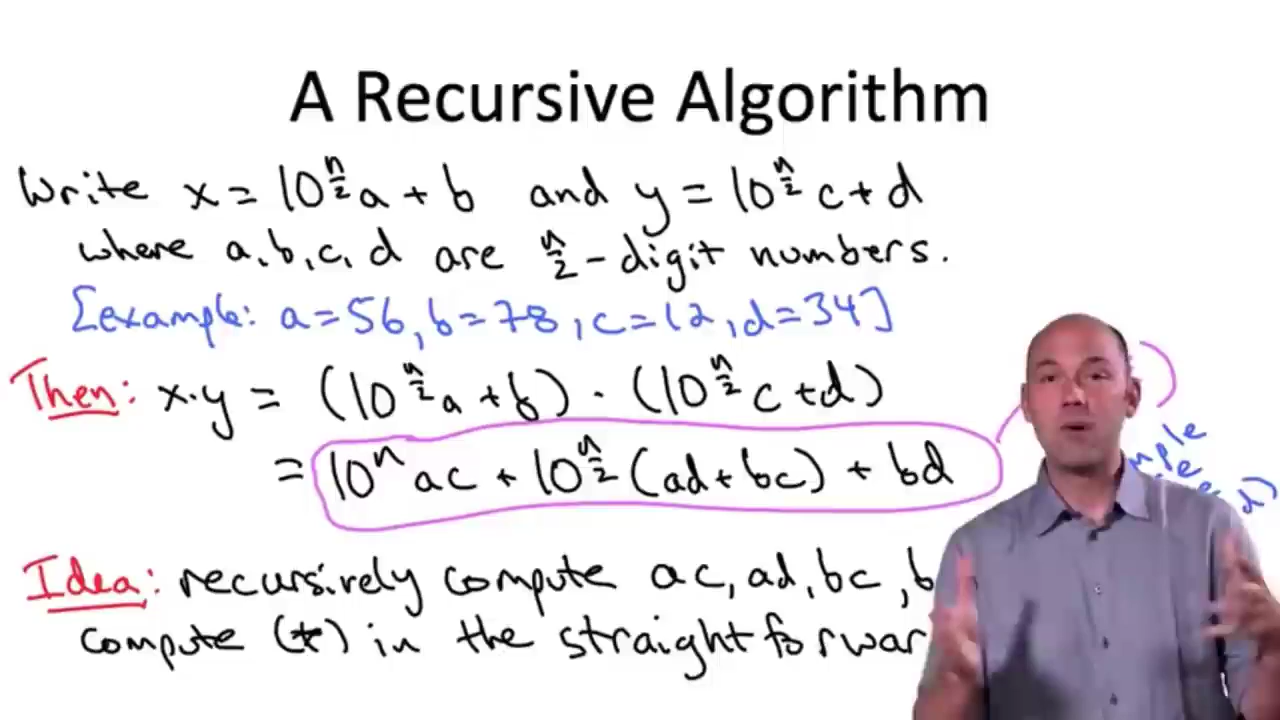 A Recursive Algorithm
Write x = 10^{n/2} a + b and y = 10^{n/2} c + d
where a, b, c, d are n/2 - digit numbers.
[example: a=56, b=78, c=12, d=34]
Then: x·y = (10^{n/2} a + b) · (10^{n/2} c + d)
= 10^n ac + 10^{n/2} (ad + bc) + bd
Idea: recursively compute ac, ad, bc,
compute (*) in the straight